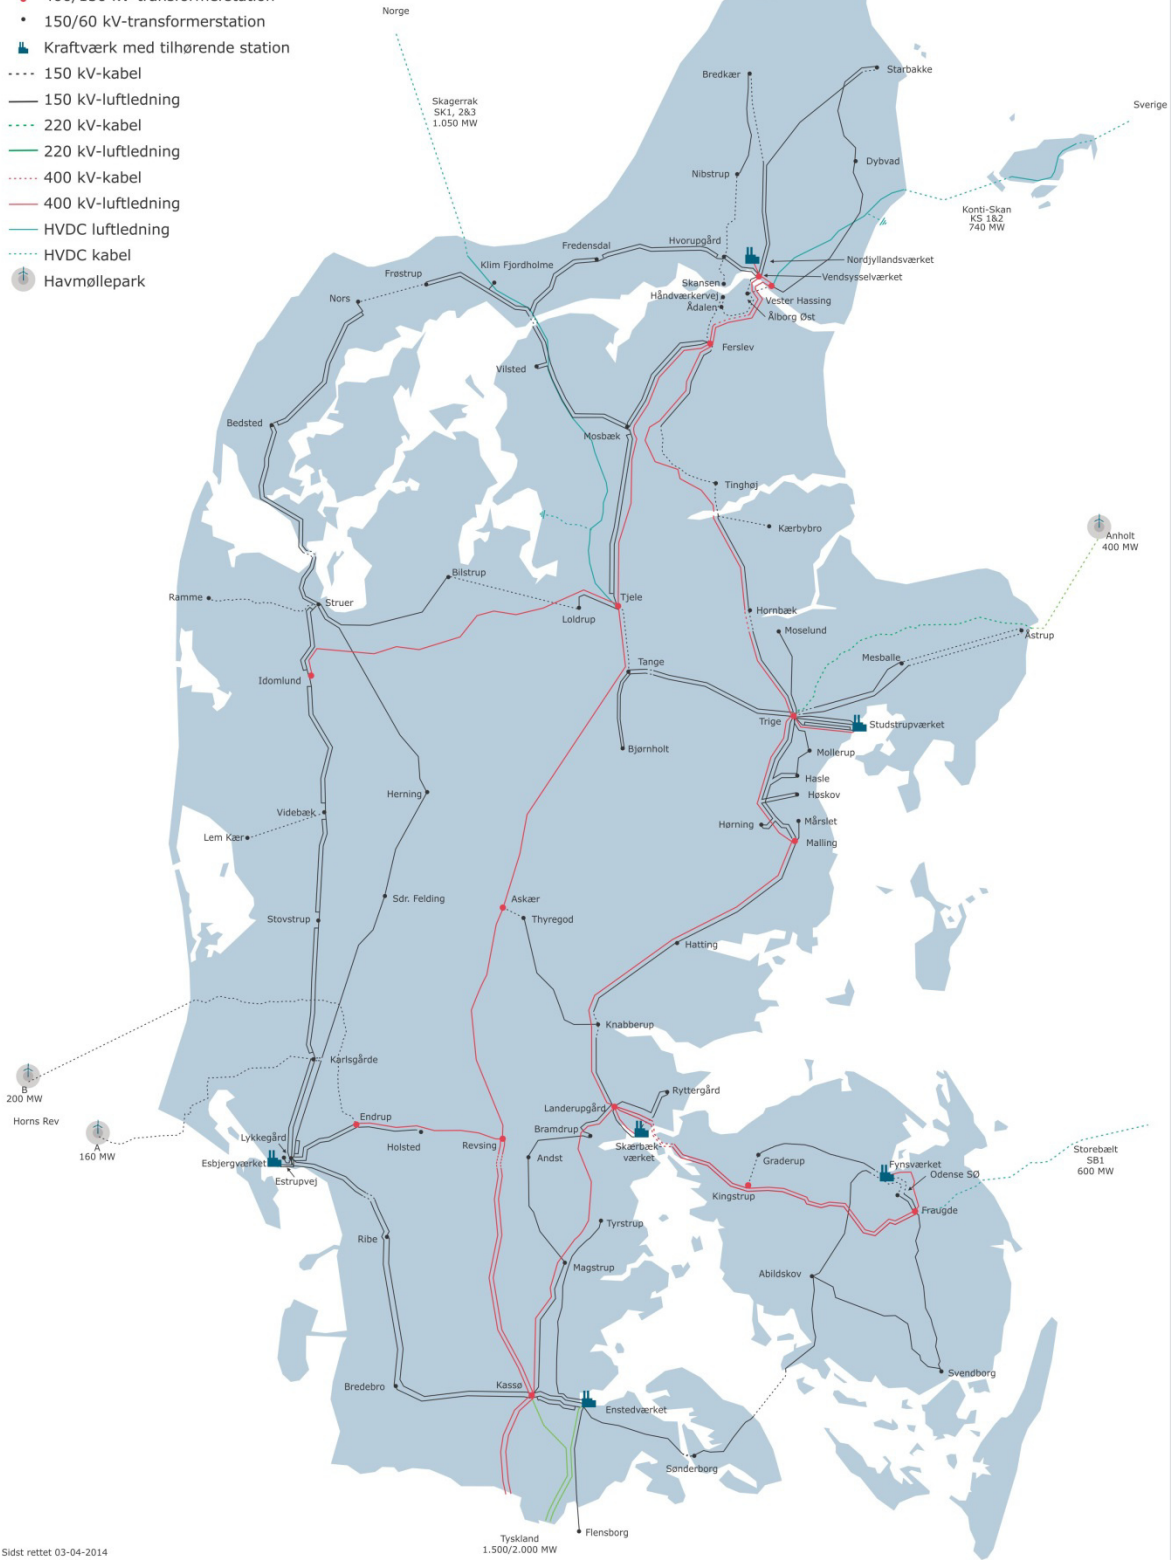 150/60 kV-transformerstation
Kraftværk med tilhørende station
150 kV-kabel
150 kV-luftledning
220 kV-kabel
220 kV-luftledning
400 kV-kabel
400 kV-luftledning
HVDC luftledning
HVDC kabel
Havmøllepark
Norge
Skagerrak
SK1, 2&3
1.050 MW
Bredkær
Starbakke
Sverige
Dybvad
Nibstrup
Konti-Skan
KS 1&2
740 MW
Hvorupgård
Fredensdal
Nordjyllandsværket
Klim Fjordholme
Frøstrup
Vendsysselværket
Skansen
Nors
Håndværkervej
Vester Hassing
Ådalen
Ålborg Øst
Ferslev
Vilsted
Bedsted
Mosbæk
Tinghøj
Kærbybro
Anholt
400 MW
Bilstrup
Ramme
Struer
Tjele
Loldrup
Hornbæk
Moselund
Åstrup
Mesballe
Tange
Idomlund
Trige
Studstrupværket
Bjørnholt
Mollerup
Hasle
Herning
Høskov
Videbæk
Hørning
Mårslet
Lem Kær
Malling
Askær
Sdr. Felding
Stovstrup
Thyregod
Hatting
Knabberup
Karlsgårde
B
200 MW
Horns Rev
Ryttergård
Landerupgård
Endrup
Bramdrup
Lykkegård
Holsted
Revsing
Skærbæk-
værket
A
160 MW
Esbjergværket
Andst
Graderup
Fynsværket
Odense SØ
Storebælt
SB1
600 MW
Estrupvej
Kingstrup
Fraugde
Ribe
Tyrstrup
Magstrup
Abildskov
Svendborg
Bredebro
Kassø
Enstedværket
Sønderborg
Flensborg
Tyskland
1.500/2.000 MW
Sidst rettet 03-04-2014